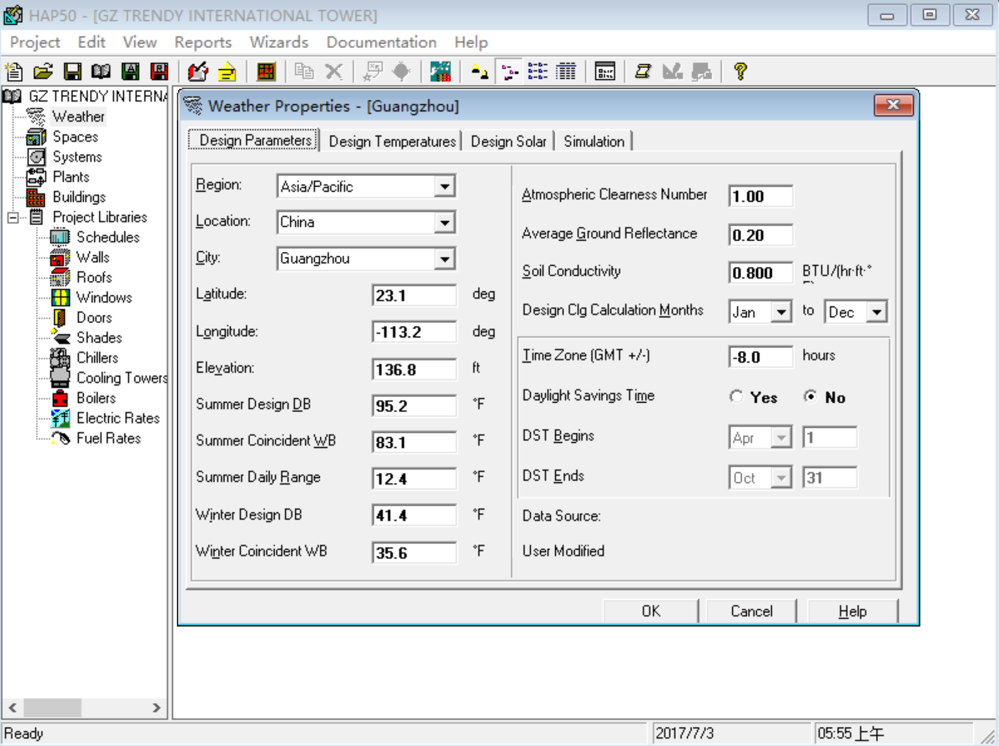 HAP50 - [GZ TRENDY INTERNATIONAL TOWER]
Project Edit View Reports Wizards Documentation Help
GZ TRENDY INTERNA
Weather
Spaces
Systems
Plants
Buildings
Project Libraries
Schedules
Walls
Roofs
Windows
Doors
Shades
Chillers
Cooling Towers
Boilers
Electric Rates
Fuel Rates
Weather Properties - [Guangzhou]
Design Parameters Design Temperatures Design Solar Simulation
Region: Asia/Pacific
Location: China
City: Guangzhou
Latitude: 23.1 deg
Longitude: -113.2 deg
Elevation: 136.8 ft
Summer Design DB 95.2 °F
Summer Coincident WB 83.1 °F
Summer Daily Range 12.4 °F
Winter Design DB 41.4 °F
Winter Coincident WB 35.6 °F
Atmospheric Clearness Number 1.00
Average Ground Reflectance 0.20
Soil Conductivity 0.800 BTU/(hr·ft·°
Design Clg Calculation Months Jan to Dec
Time Zone (GMT +/-) -8.0 hours
Daylight Savings Time Yes No
DST Begins Apr 1
DST Ends Oct 31
Data Source:
User Modified
OK Cancel Help
Ready 2017/7/3 05:55 上午